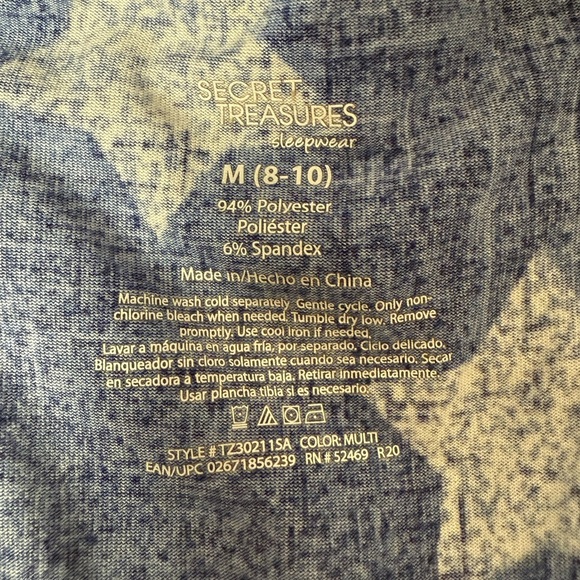 SECRET
TREASURES
sleepwear
M (8-10)
94% Polyester
Poliéster
6% Spandex
Made in/Hecho en China
Machine wash cold separately. Gentle cycle. Only non-
chlorine bleach when needed. Tumble dry low. Remove
promptly. Use cool iron if needed.
Lavar a máquina en agua fría, por separado. Ciclo delicado.
Blanqueador sin cloro solamente cuando sea necesario. Secar
en secadora a temperatura baja. Retirar inmediatamente.
Usar plancha tibia si es necesario.
STYLE # TZ30211SA COLOR: MULTI
EAN/UPC 02671856239 RN # 52469 R20